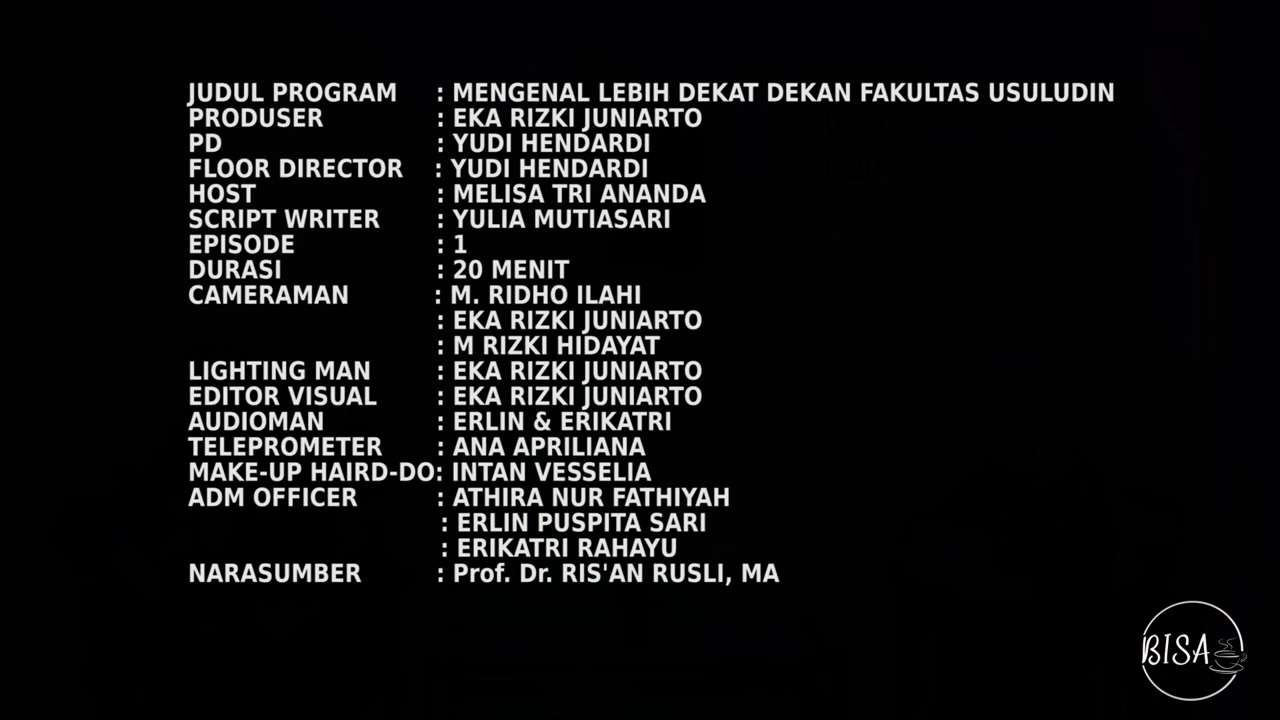 JUDUL PROGRAM : MENGENAL LEBIH DEKAT DEKAN FAKULTAS USULUDIN
PRODUSER : EKA RIZKI JUNIARTO
PD : YUDI HENDARDI
FLOOR DIRECTOR : YUDI HENDARDI
HOST : MELISA TRI ANANDA
SCRIPT WRITER : YULIA MUTIASARI
EPISODE : 1
DURASI : 20 MENIT
CAMERAMAN : M. RIDHO ILAHI
: EKA RIZKI JUNIARTO
: M RIZKI HIDAYAT
LIGHTING MAN : EKA RIZKI JUNIARTO
EDITOR VISUAL : EKA RIZKI JUNIARTO
AUDIOMAN : ERLIN & ERIKATRI
TELEPROMETER : ANA APRILIANA
MAKE-UP HAIRD-DO: INTAN VESSELIA
ADM OFFICER : ATHIRA NUR FATHIYAH
: ERLIN PUSPITA SARI
: ERIKATRI RAHAYU
NARASUMBER : Prof. Dr. RIS'AN RUSLI, MA
BISA